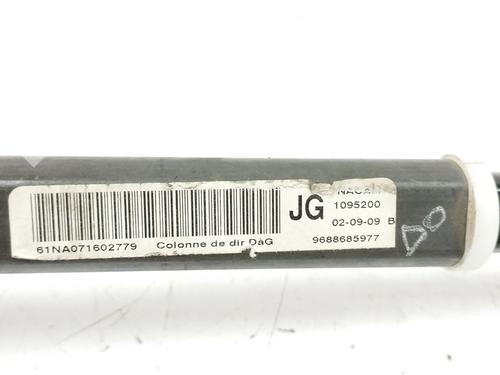 JG
NACAM
1095200
02-09-09 B
61NA071602779 Colonne de dir DàG
9688685977